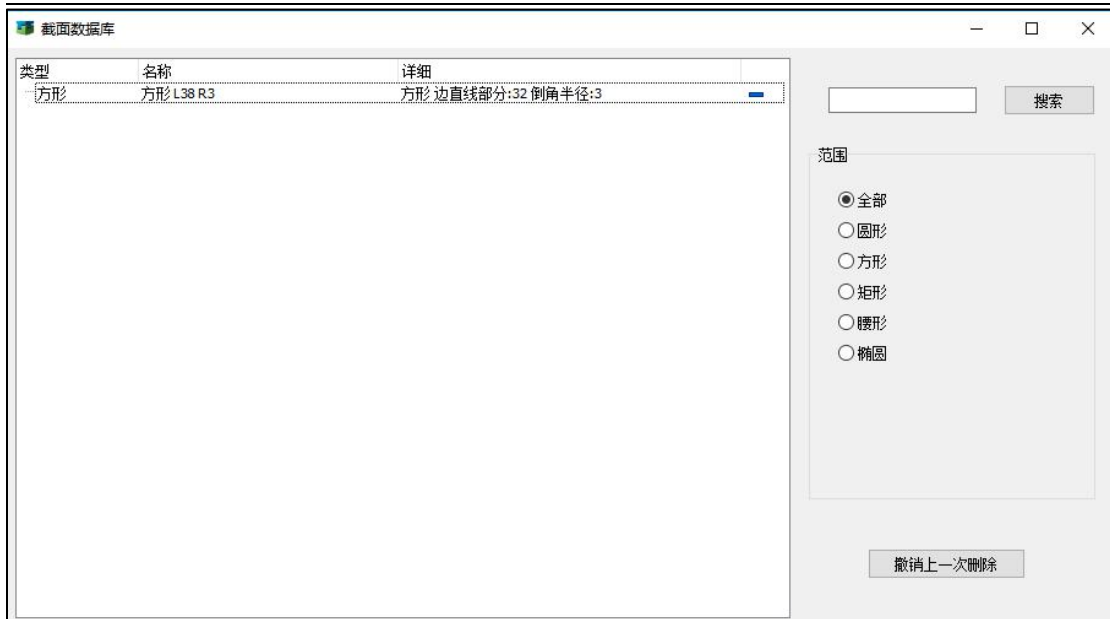 截面数据库
类型 名称 详细
方形 方形 L38 R3 方形 边直线部分:32 倒角半径:3
搜索
范围
全部
圆形
方形
矩形
腰形
椭圆
撤销上一次删除